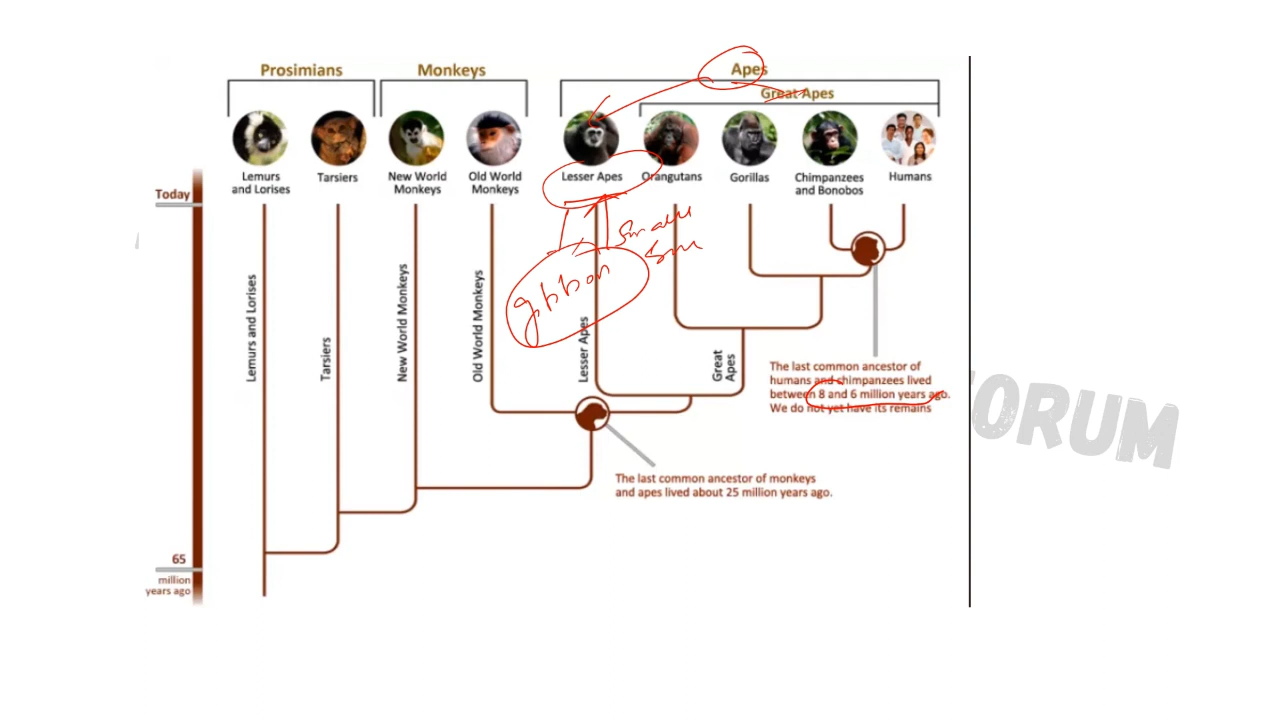 Prosimians
Monkeys
Apes
Great Apes
Lemurs
and Lorises
Tarsiers
New World
Monkeys
Old World
Monkeys
Lesser Apes
Orangutans
Gorillas
Chimpanzees
and Bonobos
Humans
Today
Lemurs and Lorises
Tarsiers
New World Monkeys
Old World Monkeys
Lesser Apes
Great
Apes
gibbon
The last common ancestor of
humans and chimpanzees lived
between 8 and 6 million years ago.
We do not yet have its remains
ORUM
The last common ancestor of monkeys
and apes lived about 25 million years ago.
65
million
years ago